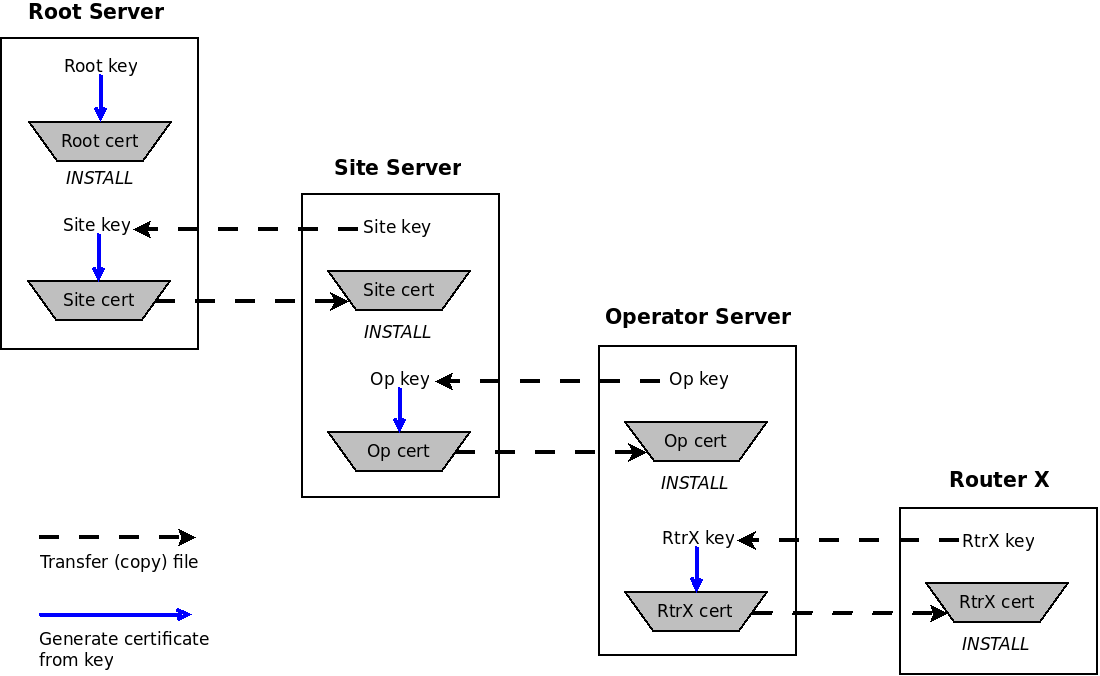 Root Server
Root key
Root cert
INSTALL
Site key
Site cert
Site Server
Site key
Site cert
INSTALL
Op key
Op cert
Operator Server
Op key
Op cert
INSTALL
RtrX key
RtrX cert
Router X
RtrX key
RtrX cert
INSTALL
Transfer (copy) file
Generate certificate
from key